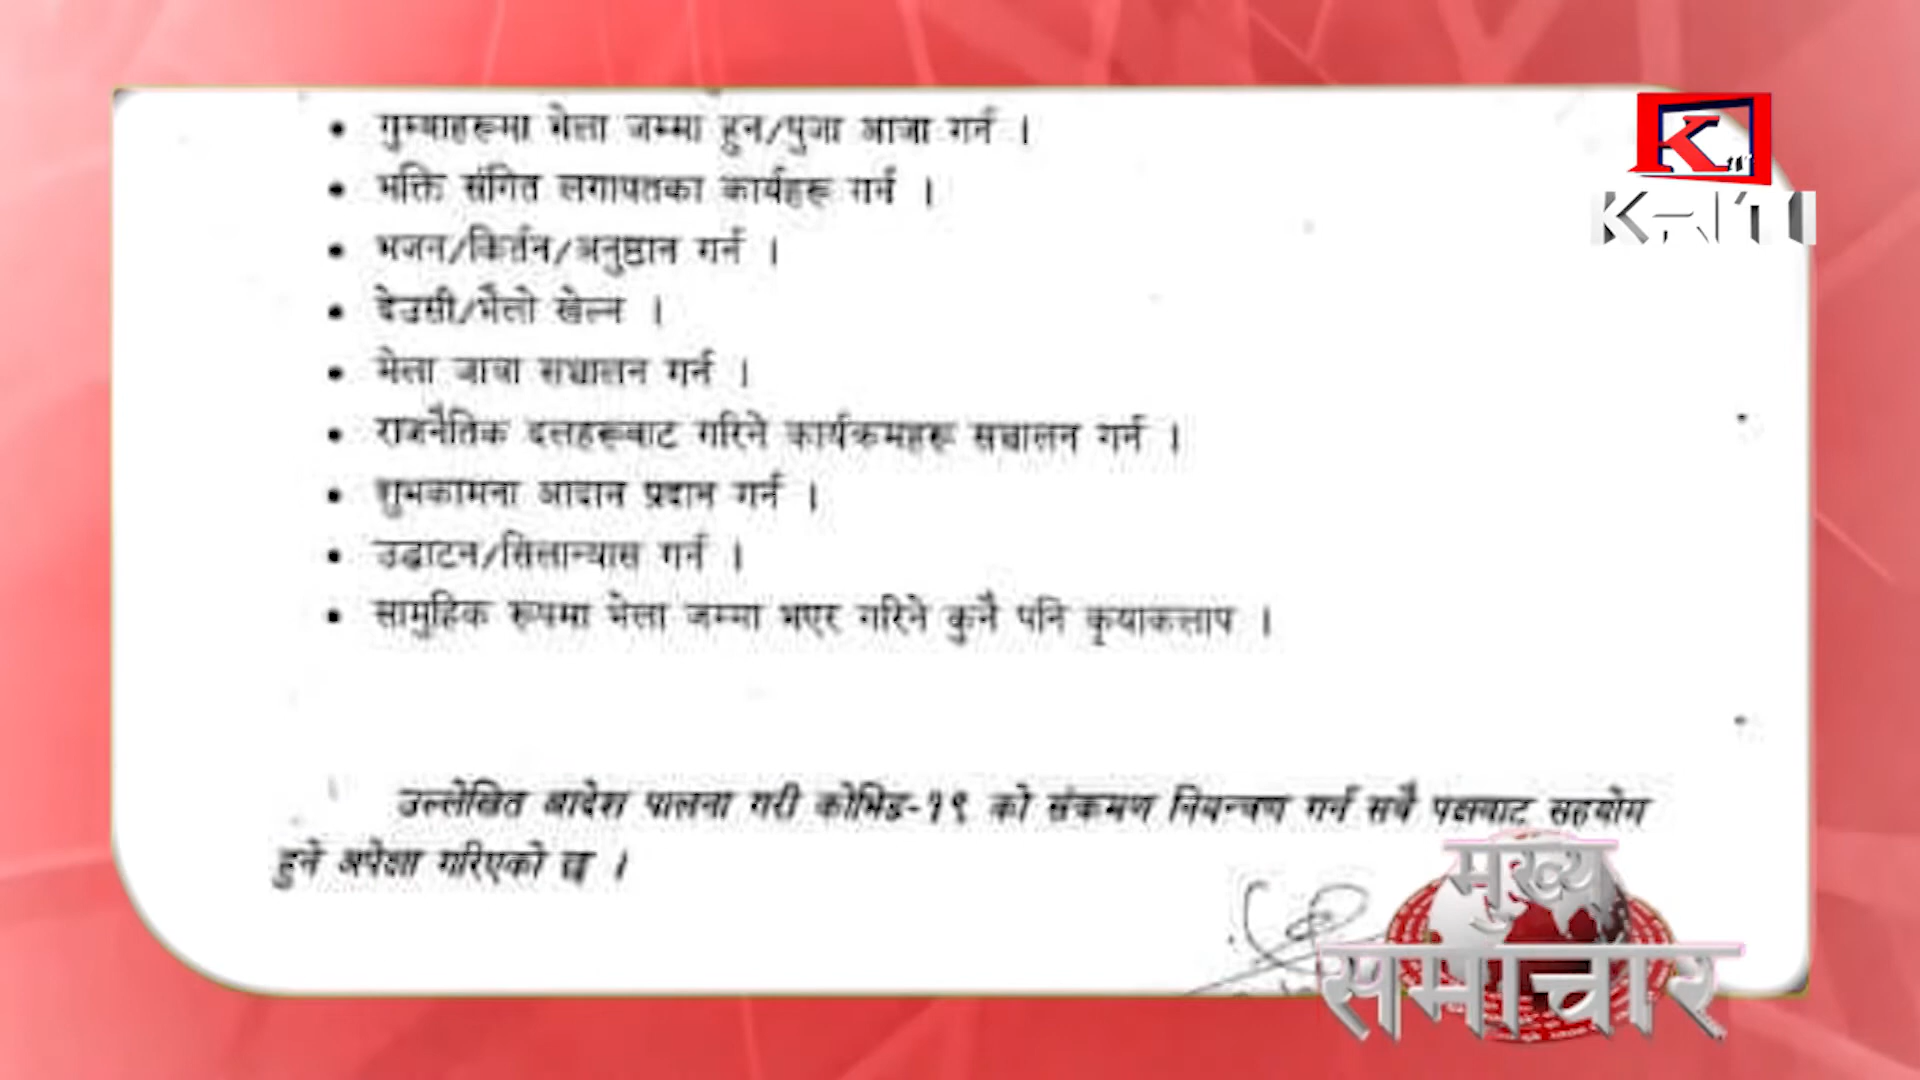 गुम्वाहरूमा भेला जम्मा हुन/पुजा आजा गर्न ।
भक्ति संगित लगायतका कार्यहरू गर्न ।
भजन/किर्तन/अनुष्ठान गर्न ।
देउसी/भैलो खेल्न ।
मेला जात्रा सञ्चालन गर्न ।
राजनैतिक दलहरूबाट गरिने कार्यक्रमहरू सञ्चालन गर्न ।
शुभकामना आदान प्रदान गर्न ।
उद्घाटन/सिलान्यास गर्न ।
सामुहिक रूपमा भेला जम्मा भएर गरिने कुनै पनि कृयाकलाप ।
उल्लेखित आदेश पालना गरी कोभिड-१९ को संक्रमण नियन्त्रण गर्न सबै पक्षबाट सहयोग
हुने अपेक्षा गरिएको छ ।
K TV
KRITI
मुख्य
समाचार